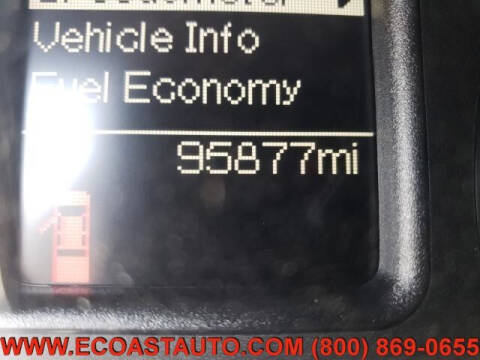 Vehicle Info
Fuel Economy
95877mi
WWW.ECOASTAUTO.COM (800) 869-0655